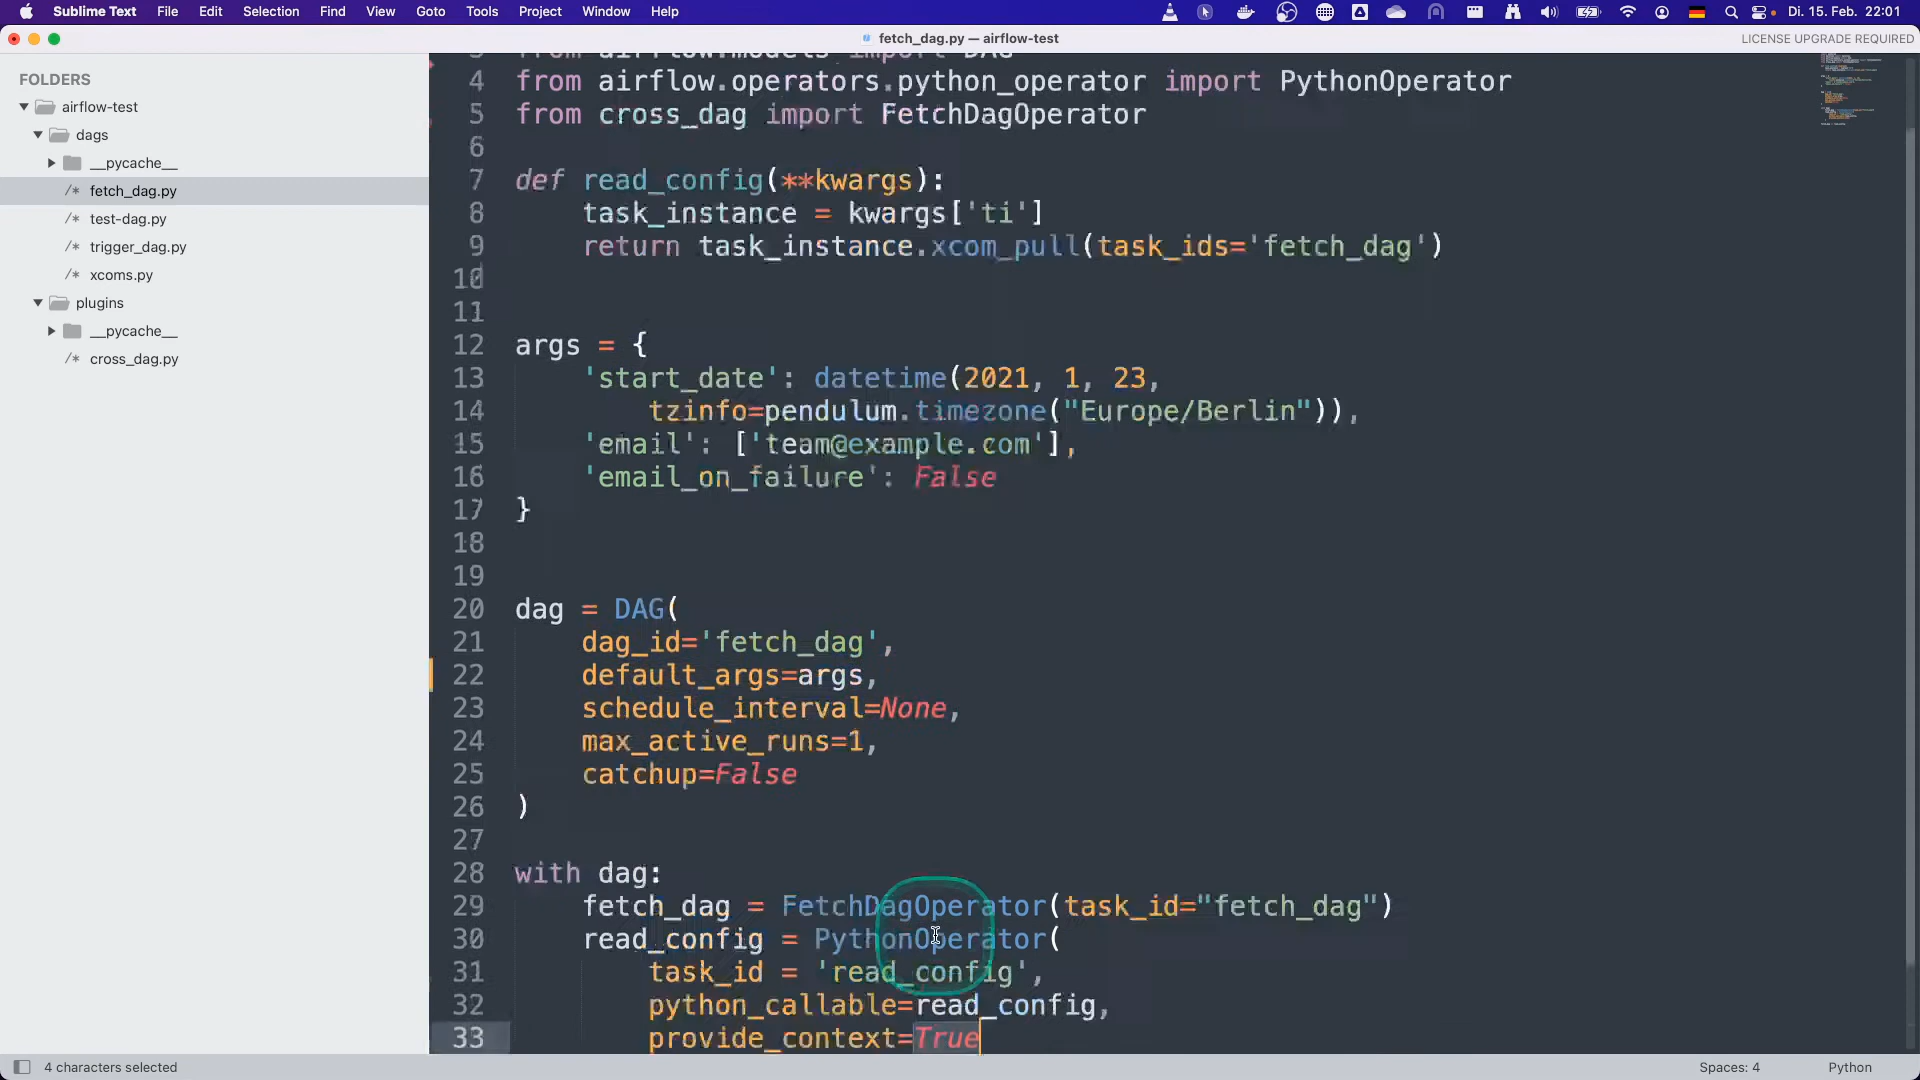 Sublime Text File Edit Selection Find View Goto Tools Project Window Help Di. 15. Feb. 22:01
fetch_dag.py — airflow-test LICENSE UPGRADE REQUIRED
FOLDERS
airflow-test
dags
__pycache__
/* fetch_dag.py
/* test-dag.py
/* trigger_dag.py
/* xcoms.py
plugins
__pycache__
/* cross_dag.py
3 from airflow.models import DAG
4 from airflow.operators.python_operator import PythonOperator
5 from cross_dag import FetchDagOperator
6
7 def read_config(**kwargs):
8 task_instance = kwargs['ti']
9 return task_instance.xcom_pull(task_ids='fetch_dag')
10
11
12 args = {
13 'start_date': datetime(2021, 1, 23,
14 tzinfo=pendulum.timezone("Europe/Berlin")),
15 'email': ['team@example.com'],
16 'email_on_failure': False
17 }
18
19
20 dag = DAG(
21 dag_id='fetch_dag',
22 default_args=args,
23 schedule_interval=None,
24 max_active_runs=1,
25 catchup=False
26 )
27
28 with dag:
29 fetch_dag = FetchDagOperator(task_id="fetch_dag")
30 read_config = PythonOperator(
31 task_id = 'read_config',
32 python_callable=read_config,
33 provide_context=True
4 characters selected Spaces: 4 Python